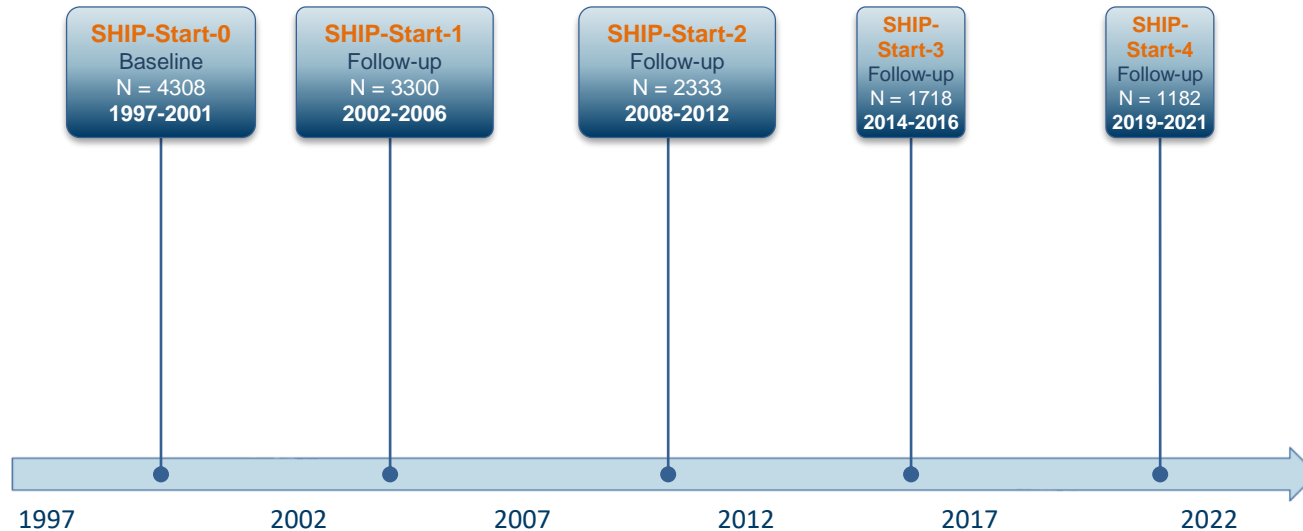 SHIP-Start-0
Baseline
N = 4308
1997-2001
SHIP-Start-1
Follow-up
N = 3300
2002-2006
SHIP-Start-2
Follow-up
N = 2333
2008-2012
SHIP-
Start-3
Follow-up
N = 1718
2014-2016
SHIP-
Start-4
Follow-up
N = 1182
2019-2021
1997
2002
2007
2012
2017
2022